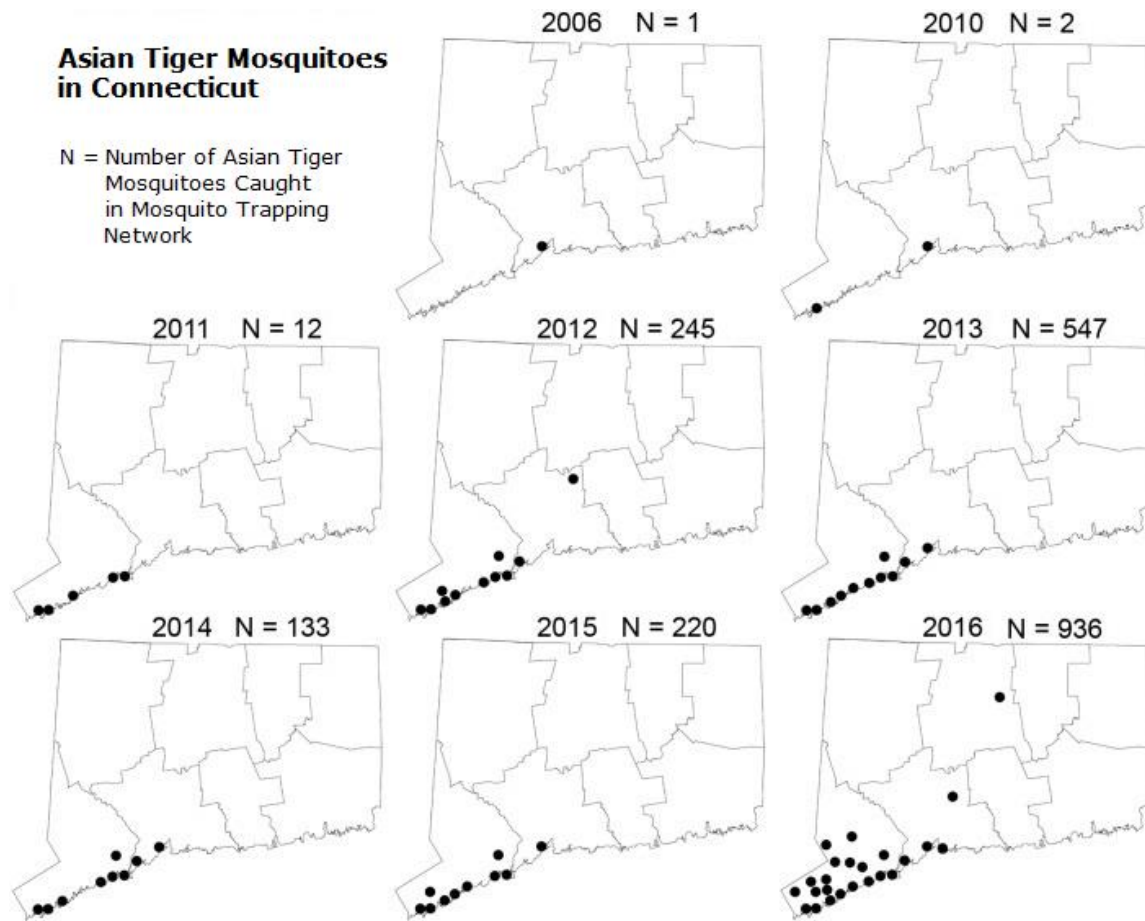 Asian Tiger Mosquitoes
in Connecticut
N = Number of Asian Tiger
Mosquitoes Caught
in Mosquito Trapping
Network
2006 N = 1
2010 N = 2
2011 N = 12
2012 N = 245
2013 N = 547
2014 N = 133
2015 N = 220
2016 N = 936